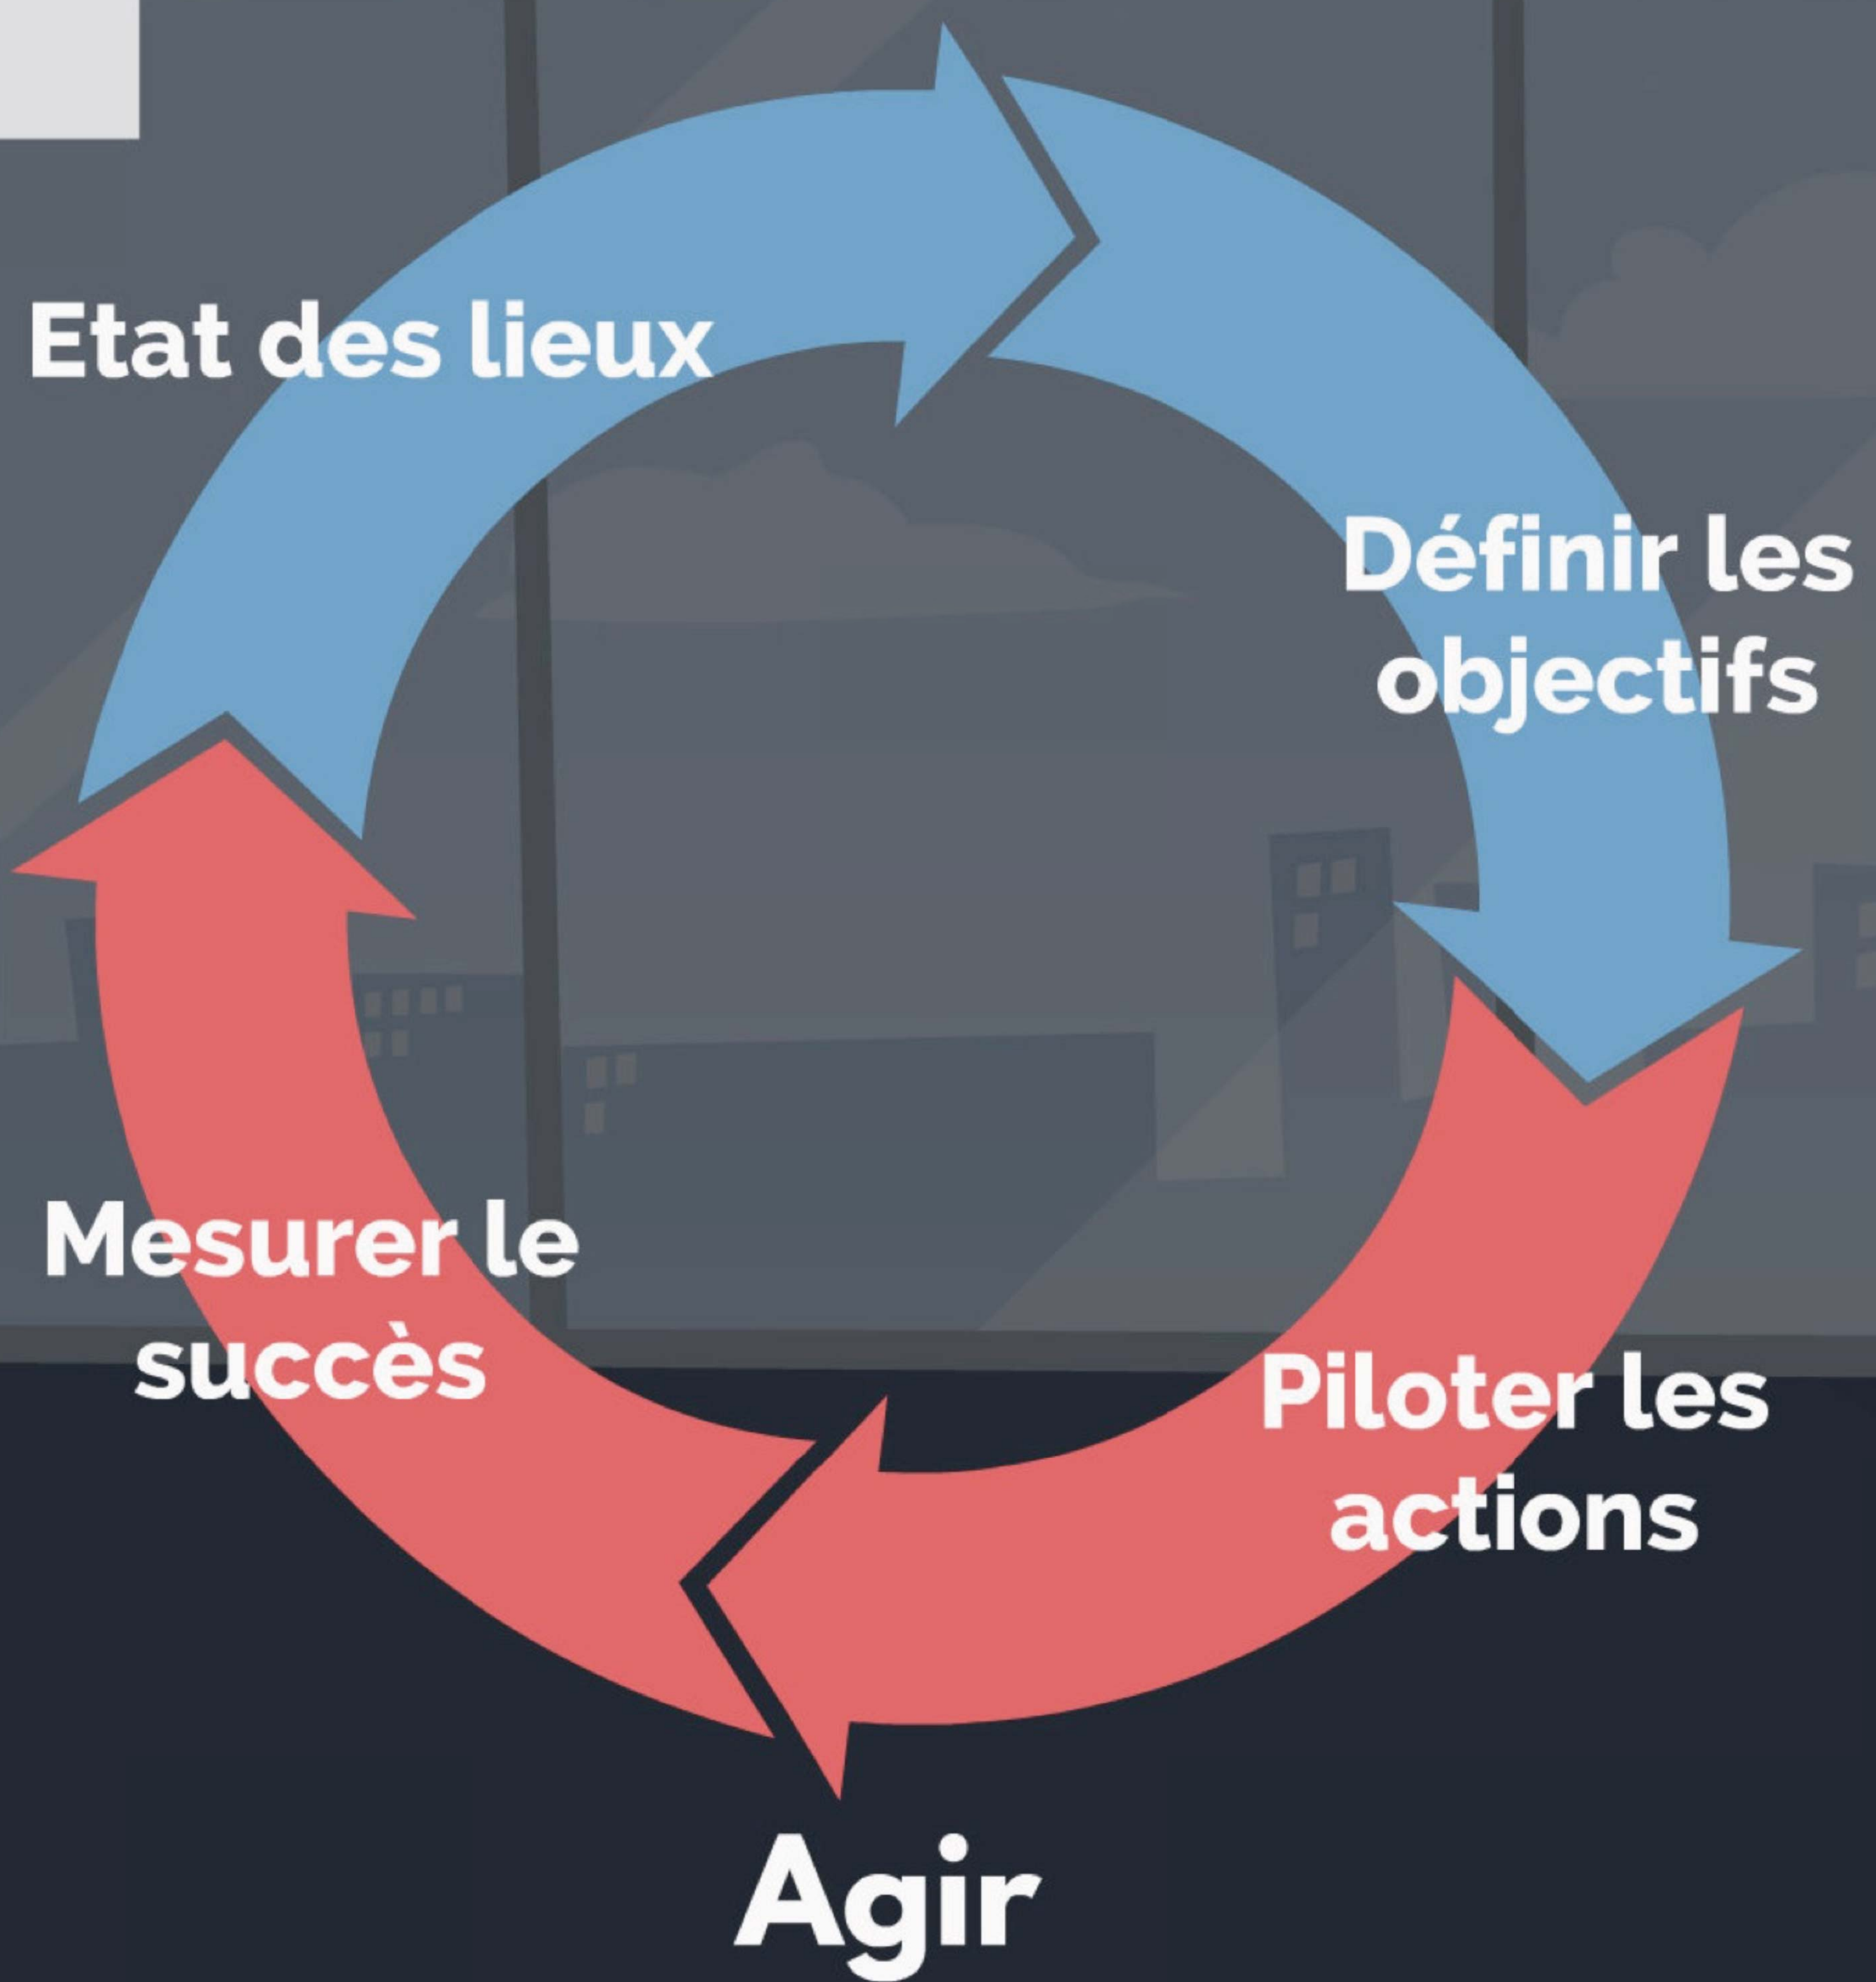 Etat des lieux
Définir les
objectifs
Mesurer le
succès
Piloter les
actions
Agir